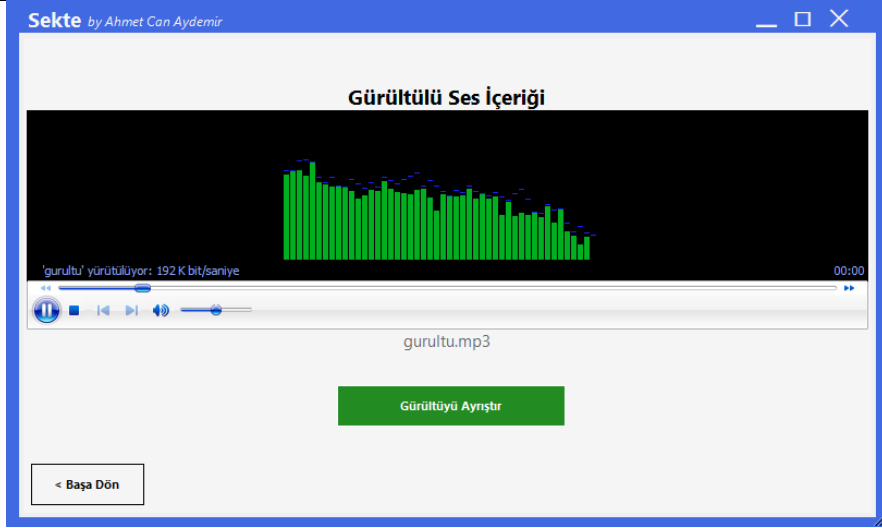 Sekte by Ahmet Can Aydemir
Gürültülü Ses İçeriği
'gurultu' yürütülüyor: 192 K bit/saniye 00:00
gurultu.mp3
Gürültüyü Ayrıştır
< Başa Dön